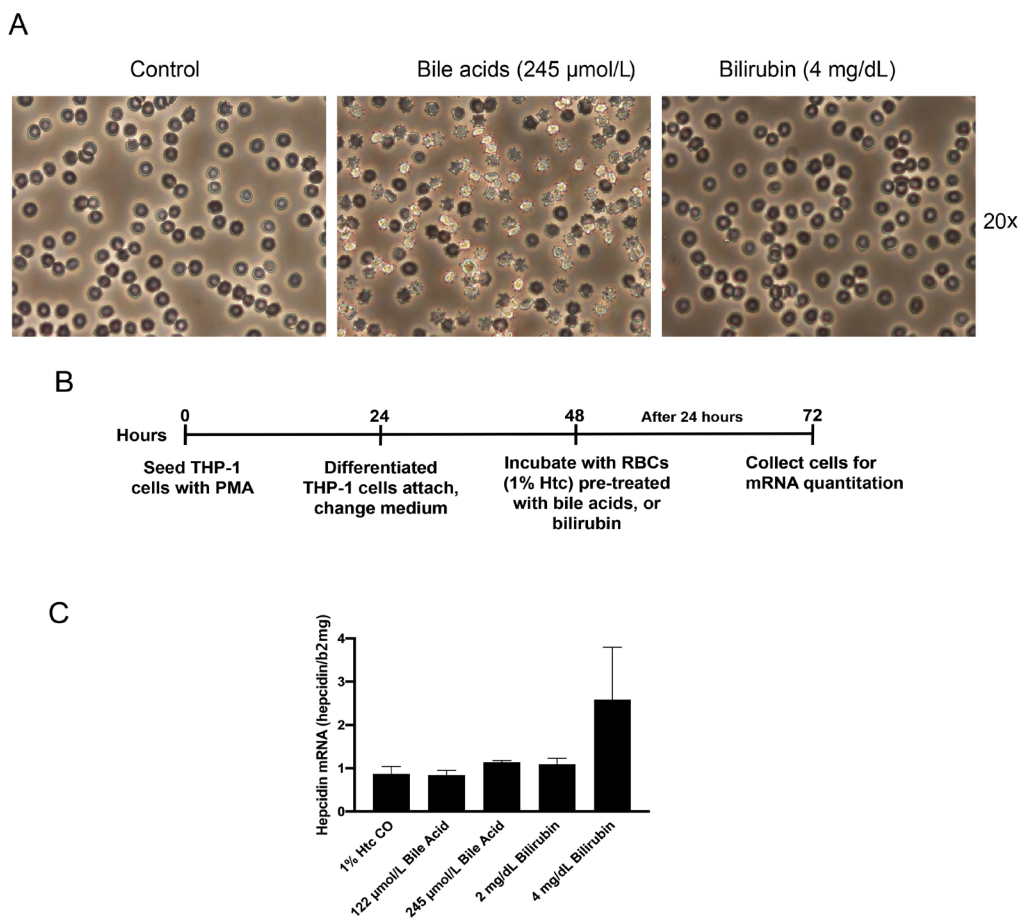 A
Control
Bile acids (245 µmol/L)
Bilirubin (4 mg/dL)
20x
B
Hours
0
24
48
After 24 hours
72
Seed THP-1
cells with PMA
Differentiated
THP-1 cells attach,
change medium
Incubate with RBCs
(1% Htc) pre-treated
with bile acids, or
bilirubin
Collect cells for
mRNA quantitation
C
Hepcidin mRNA (hepcidin/b2mg)
4
3
2
1
0
1% Htc CO
122 µmol/L Bile Acid
245 µmol/L Bile Acid
2 mg/dL Bilirubin
4 mg/dL Bilirubin